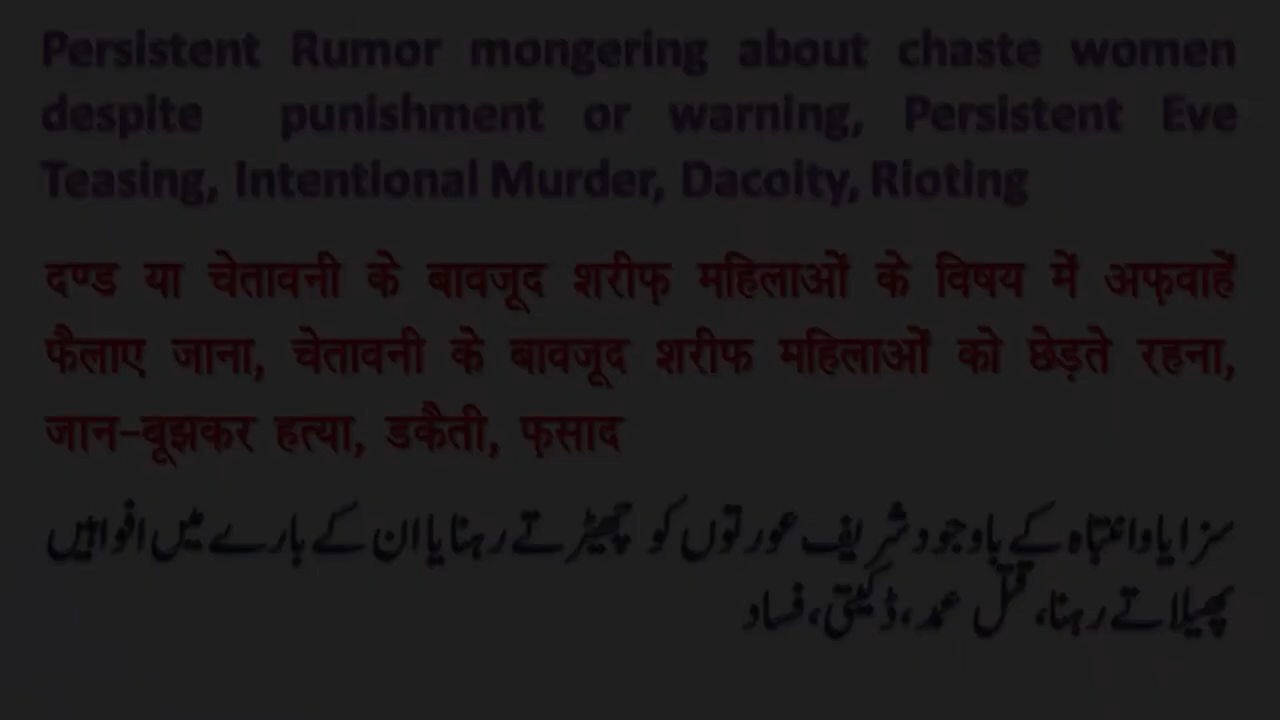 Persistent Rumor mongering about chaste women
despite punishment or warning, Persistent Eve
Teasing, Intentional Murder, Dacoity, Rioting
दण्ड या चेतावनी के बावजूद शरीफ़ महिलाओं के विषय में अफ़वाहें
फैलाए जाना, चेतावनी के बावजूद शरीफ महिलाओं को छेड़ते रहना,
जान-बूझकर हत्या, डकैती, फ़साद
سزا یا وانتباہ کے باوجود شریف عورتوں کو چھیڑتے رہنا یا ان کے بارے میں افواہیں
پھیلاتے رہنا، قتل عمد، ڈکیتی، فساد